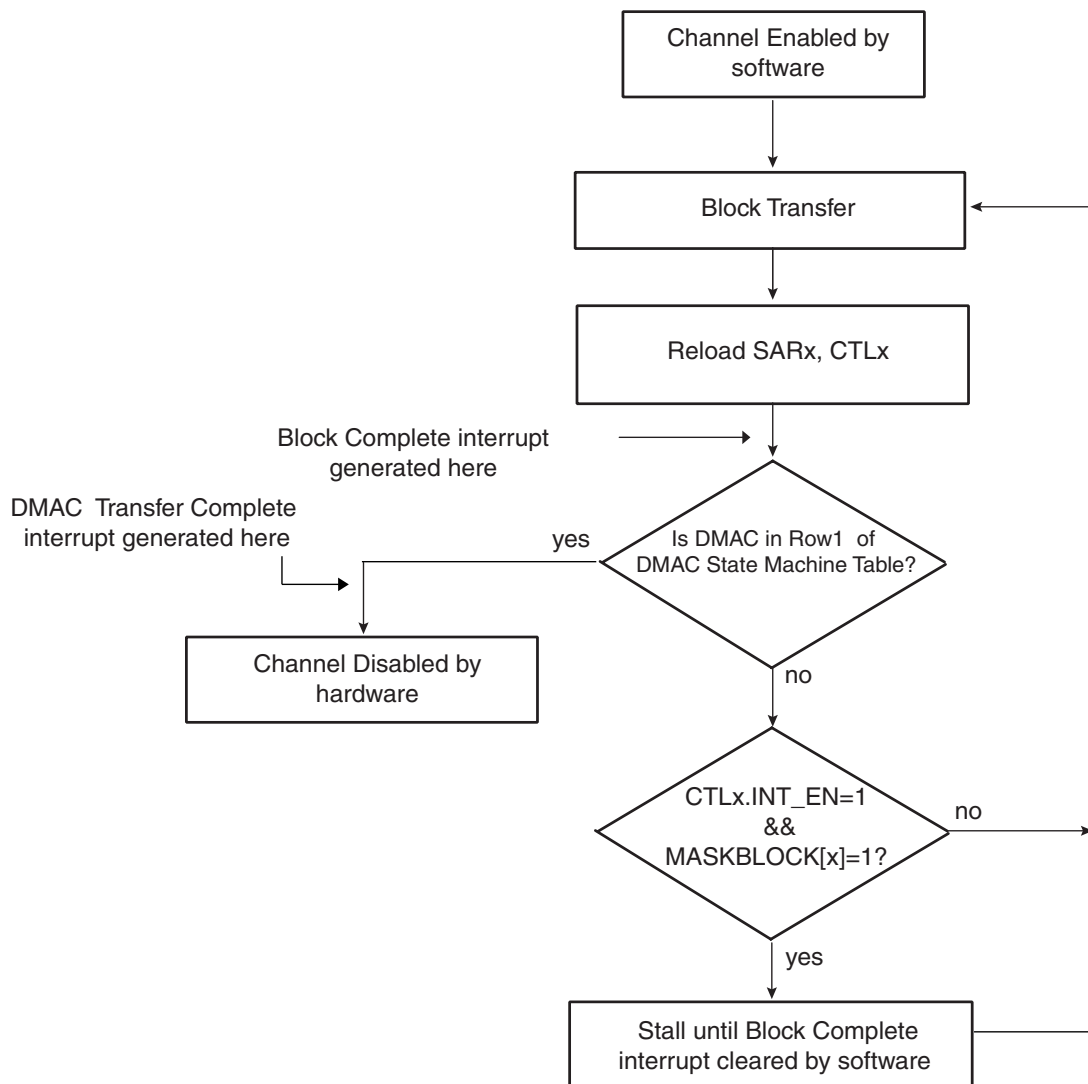 Channel Enabled by
software
Block Transfer
Reload SARx, CTLx
Block Complete interrupt
generated here
DMAC Transfer Complete
interrupt generated here
yes
Is DMAC in Row1 of
DMAC State Machine Table?
Channel Disabled by
hardware
no
CTLx.INT_EN=1
&&
MASKBLOCK[x]=1?
no
yes
Stall until Block Complete
interrupt cleared by software